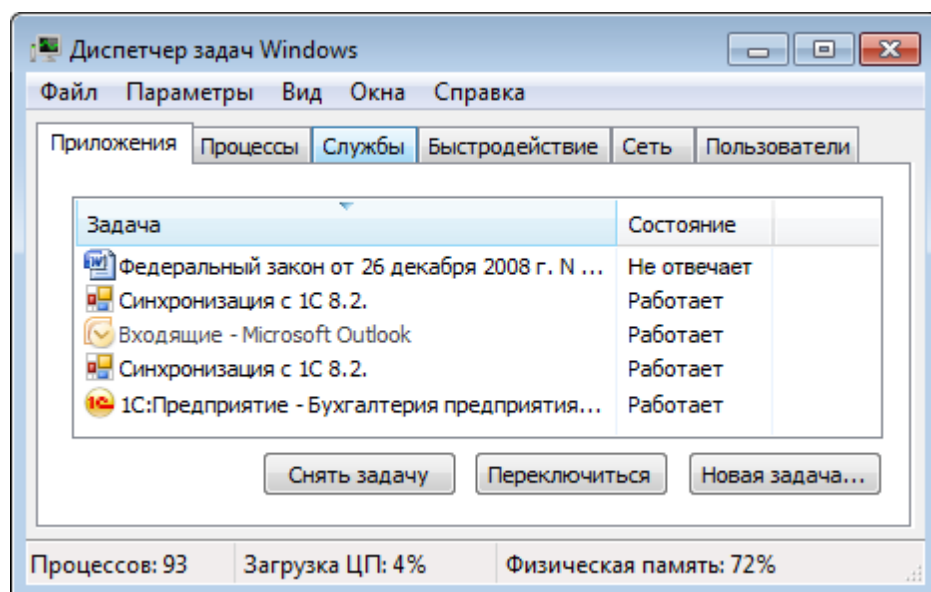 Диспетчер задач Windows
Файл Параметры Вид Окна Справка
Приложения Процессы Службы Быстродействие Сеть Пользователи
Задача Состояние
Федеральный закон от 26 декабря 2008 г. N ... Не отвечает
Синхронизация с 1С 8.2. Работает
Входящие - Microsoft Outlook Работает
Синхронизация с 1С 8.2. Работает
1С:Предприятие - Бухгалтерия предприятия... Работает
Снять задачу Переключиться Новая задача...
Процессов: 93 Загрузка ЦП: 4% Физическая память: 72%